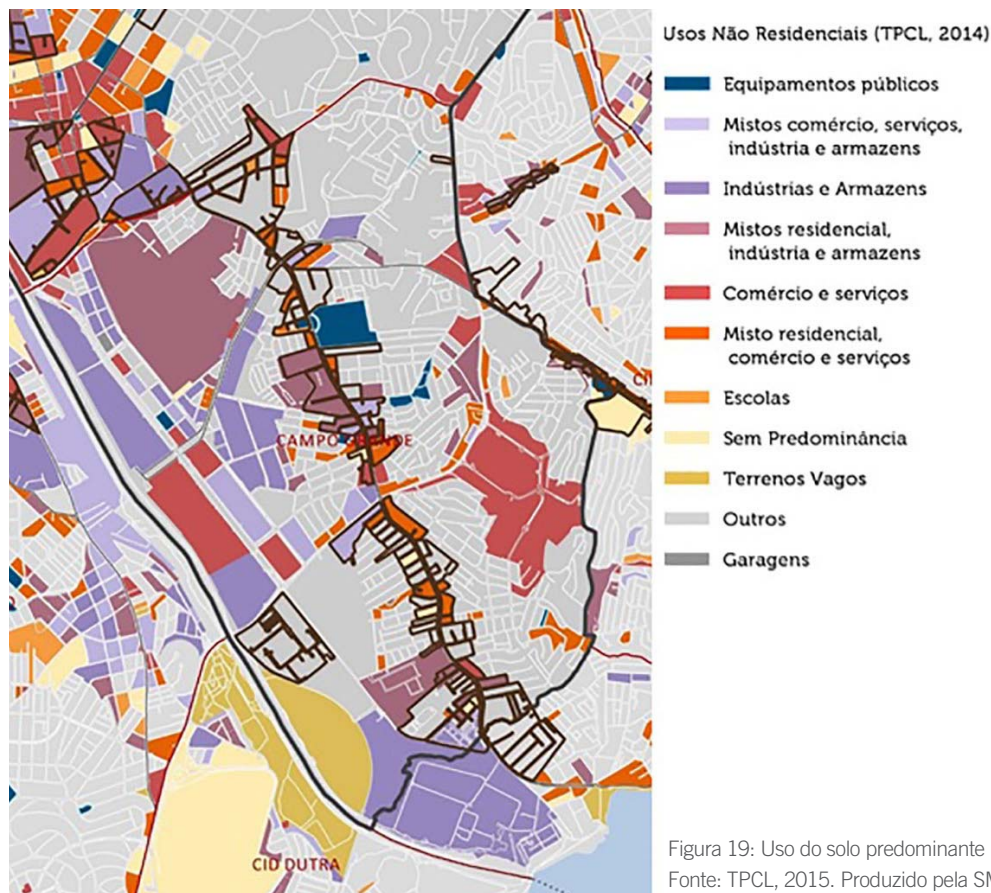 Usos Não Residenciais (TPCL, 2014)
Equipamentos públicos
Mistos comércio, serviços,
indústria e armazens
Indústrias e Armazens
Mistos residencial,
indústria e armazens
Comércio e serviços
Misto residencial,
comércio e serviços
Escolas
Sem Predominância
Terrenos Vagos
Outros
Garagens
CAMPO GRANDE
CID DUTRA
Figura 19: Uso do solo predominante
Fonte: TPCL, 2015. Produzido pela